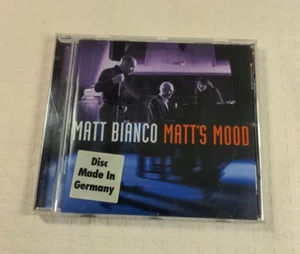 MATT BIANCO MATT'S MOOD
Disc
Made In
Germany